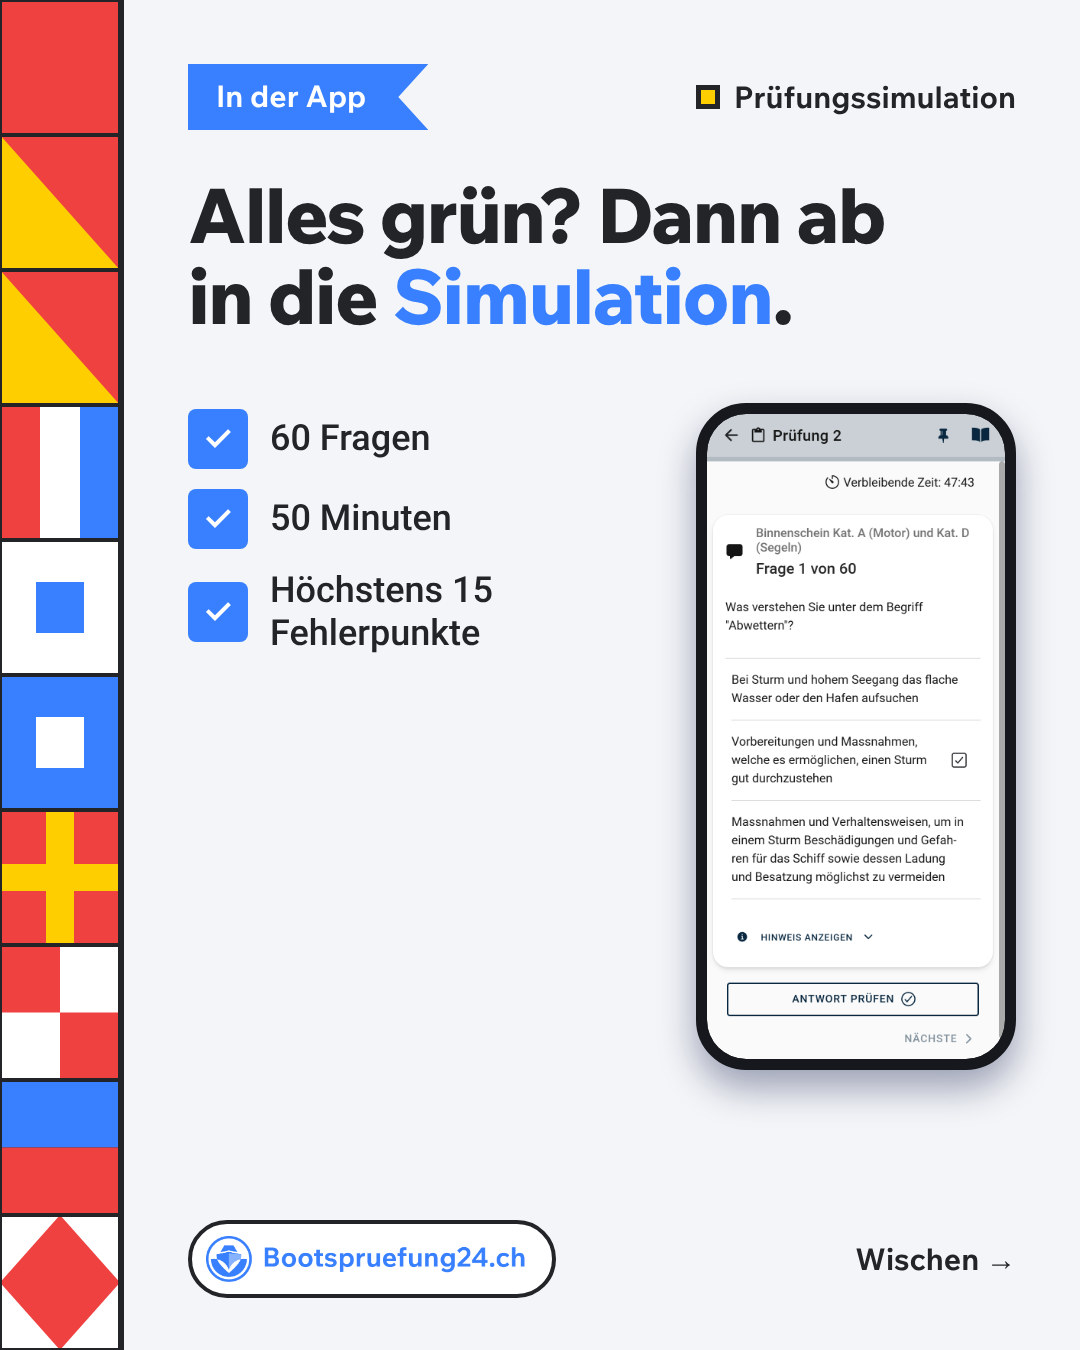 In der App
Prüfungssimulation
Alles grün? Dann ab
in die Simulation.
60 Fragen
50 Minuten
Höchstens 15
Fehlerpunkte
Prüfung 2
Verbleibende Zeit: 47:43
Binnenschein Kat. A (Motor) und Kat. D
(Segeln)
Frage 1 von 60
Was verstehen Sie unter dem Begriff
"Abwettern"?
Bei Sturm und hohem Seegang das flache
Wasser oder den Hafen aufsuchen
Vorbereitungen und Massnahmen,
welche es ermöglichen, einen Sturm
gut durchzustehen
Massnahmen und Verhaltensweisen, um in
einem Sturm Beschädigungen und Gefah-
ren für das Schiff sowie dessen Ladung
und Besatzung möglichst zu vermeiden
HINWEIS ANZEIGEN
ANTWORT PRÜFEN
NÄCHSTE
Bootspruefung24.ch
Wischen →